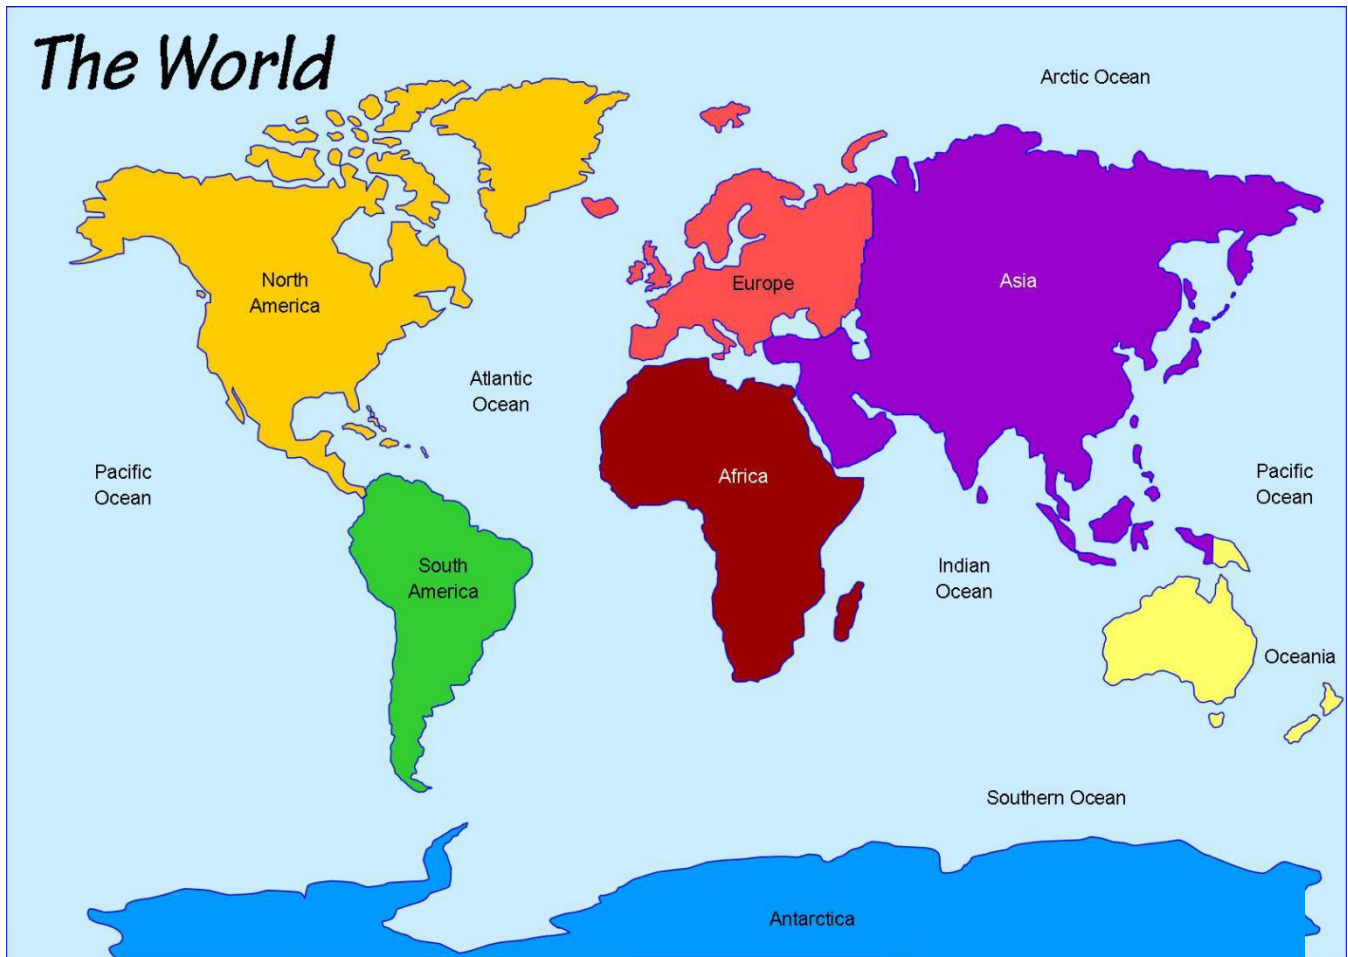 The World
Arctic Ocean
North
America
Europe
Asia
Atlantic
Ocean
Pacific
Ocean
Africa
Pacific
Ocean
South
America
Indian
Ocean
Oceania
Southern Ocean
Antarctica